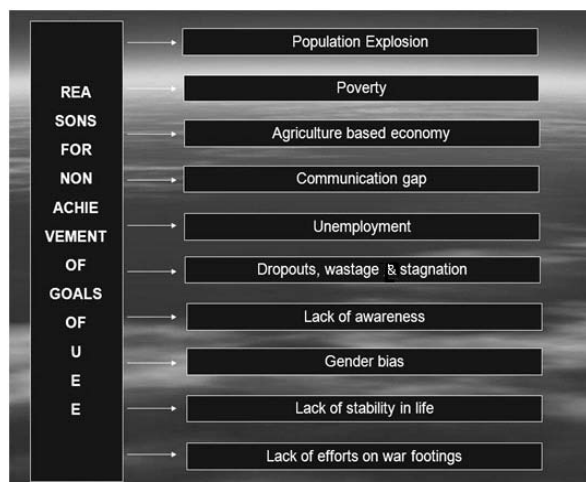 REA
SONS
FOR
NON
ACHIE
VEMENT
OF
GOALS
OF
U
E
E
Population Explosion
Poverty
Agriculture based economy
Communication gap
Unemployment
Dropouts, wastage & stagnation
Lack of awareness
Gender bias
Lack of stability in life
Lack of efforts on war footings